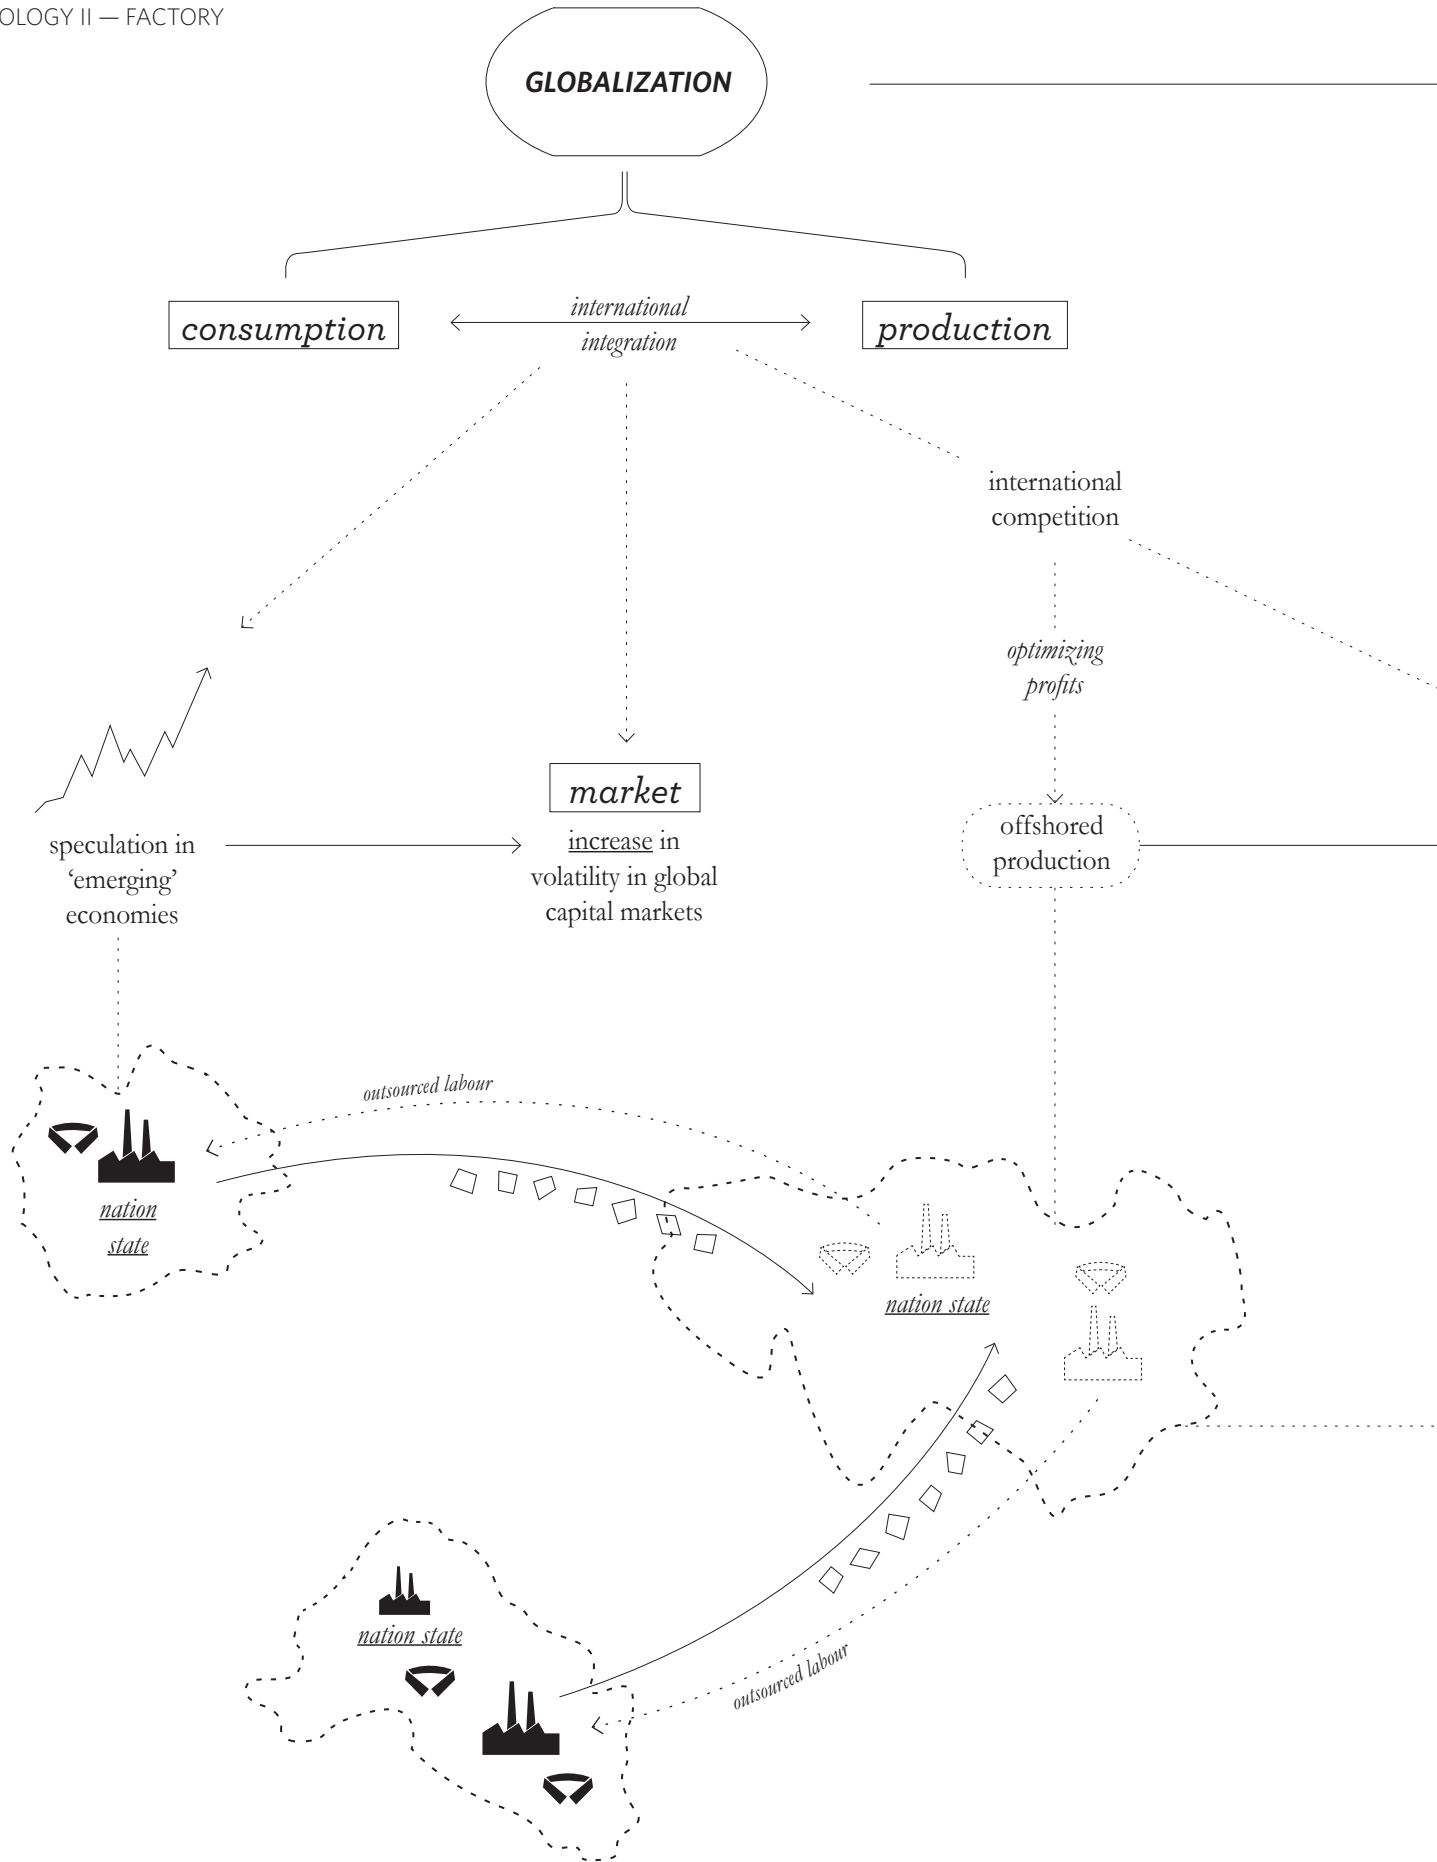 OLOGY II — FACTORY
GLOBALIZATION
consumption
international
integration
production
international
competition
optimizing
profits
market
increase in
volatility in global
capital markets
speculation in
‘emerging’
economies
offshored
production
outsourced labour
nation
state
nation state
nation state
outsourced labour